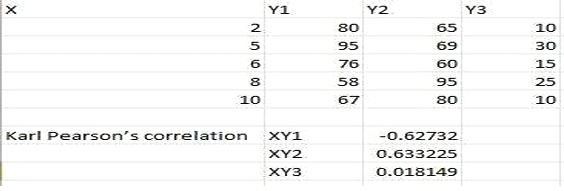 X Y1 Y2 Y3
2 80 65 10
5 95 69 30
6 76 60 15
8 58 95 25
10 67 80 10
Karl Pearson's correlation XY1 -0.62732
XY2 0.633225
XY3 0.018149